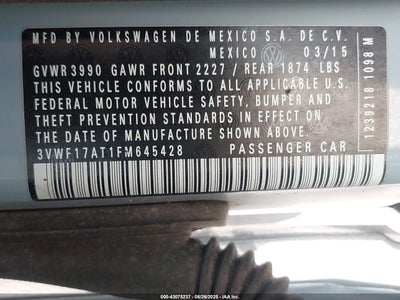 MFD BY VOLKSWAGEN DE MEXICO S.A. DE C.V.
MEXICO 03/15
GVWR 3990 GAWR FRONT 2227 / REAR 1874 LBS
THIS VEHICLE CONFORMS TO ALL APPLICABLE U.S.
FEDERAL MOTOR VEHICLE SAFETY, BUMPER AND
THEFT PREVENTION STANDARDS IN EFFECT ON THE
DATE OF MANUFACTURE SHOWN ABOVE.
3VWF17AT1FM645428 PASSENGER CAR
1239218 1098 M
000-43075237 - 08/26/2025 - IAA Inc.